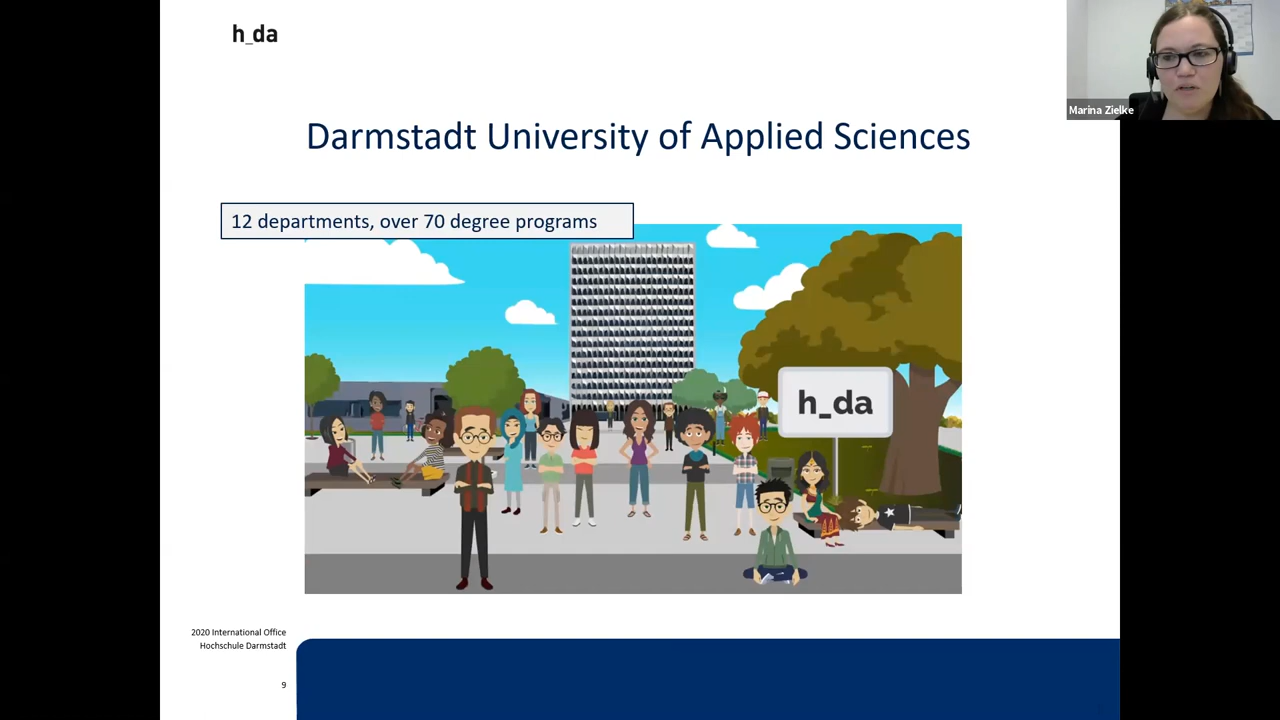 h_da
Marina Zielke
Darmstadt University of Applied Sciences
12 departments, over 70 degree programs
h_da
2020 International Office
Hochschule Darmstadt
9